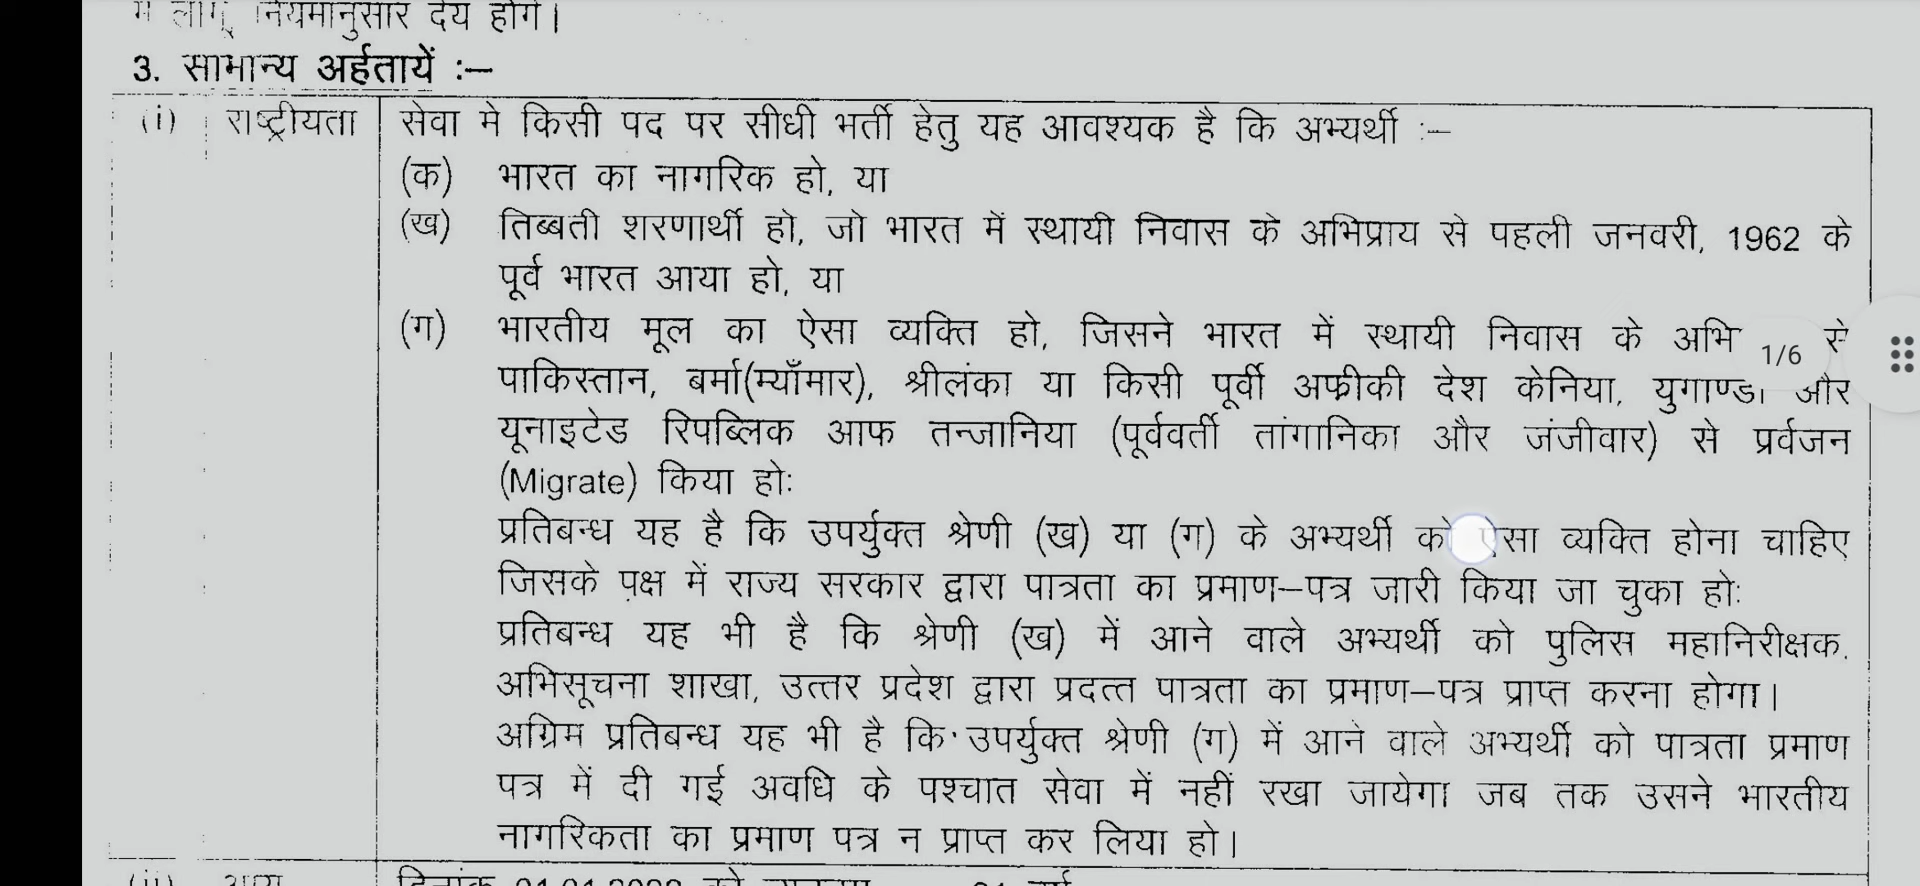 में लागू नियमानुसार देय होंगे।
3. सामान्य अर्हतायें :–
(i) राष्ट्रीयता सेवा मे किसी पद पर सीधी भर्ती हेतु यह आवश्यक है कि अभ्यर्थी :–
(क) भारत का नागरिक हो, या
(ख) तिब्बती शरणार्थी हो, जो भारत में स्थायी निवास के अभिप्राय से पहली जनवरी, 1962 के
पूर्व भारत आया हो, या
(ग) भारतीय मूल का ऐसा व्यक्ति हो, जिसने भारत में स्थायी निवास के अभि से
1/6
पाकिस्तान, बर्मा(म्याँमार), श्रीलंका या किसी पूर्वी अफ्रीकी देश केनिया, युगाण्डा और
यूनाइटेड रिपब्लिक आफ तन्जानिया (पूर्ववर्ती तांगानिका और जंजीवार) से प्रर्वजन
(Migrate) किया हो:
प्रतिबन्ध यह है कि उपर्युक्त श्रेणी (ख) या (ग) के अभ्यर्थी को ऐसा व्यक्ति होना चाहिए
जिसके पक्ष में राज्य सरकार द्वारा पात्रता का प्रमाण–पत्र जारी किया जा चुका हो:
प्रतिबन्ध यह भी है कि श्रेणी (ख) में आने वाले अभ्यर्थी को पुलिस महानिरीक्षक,
अभिसूचना शाखा, उत्तर प्रदेश द्वारा प्रदत्त पात्रता का प्रमाण–पत्र प्राप्त करना होगा।
अग्रिम प्रतिबन्ध यह भी है कि उपर्युक्त श्रेणी (ग) में आने वाले अभ्यर्थी को पात्रता प्रमाण
पत्र में दी गई अवधि के पश्चात सेवा में नहीं रखा जायेगा जब तक उसने भारतीय
नागरिकता का प्रमाण पत्र न प्राप्त कर लिया हो।
(ii) दिनांक